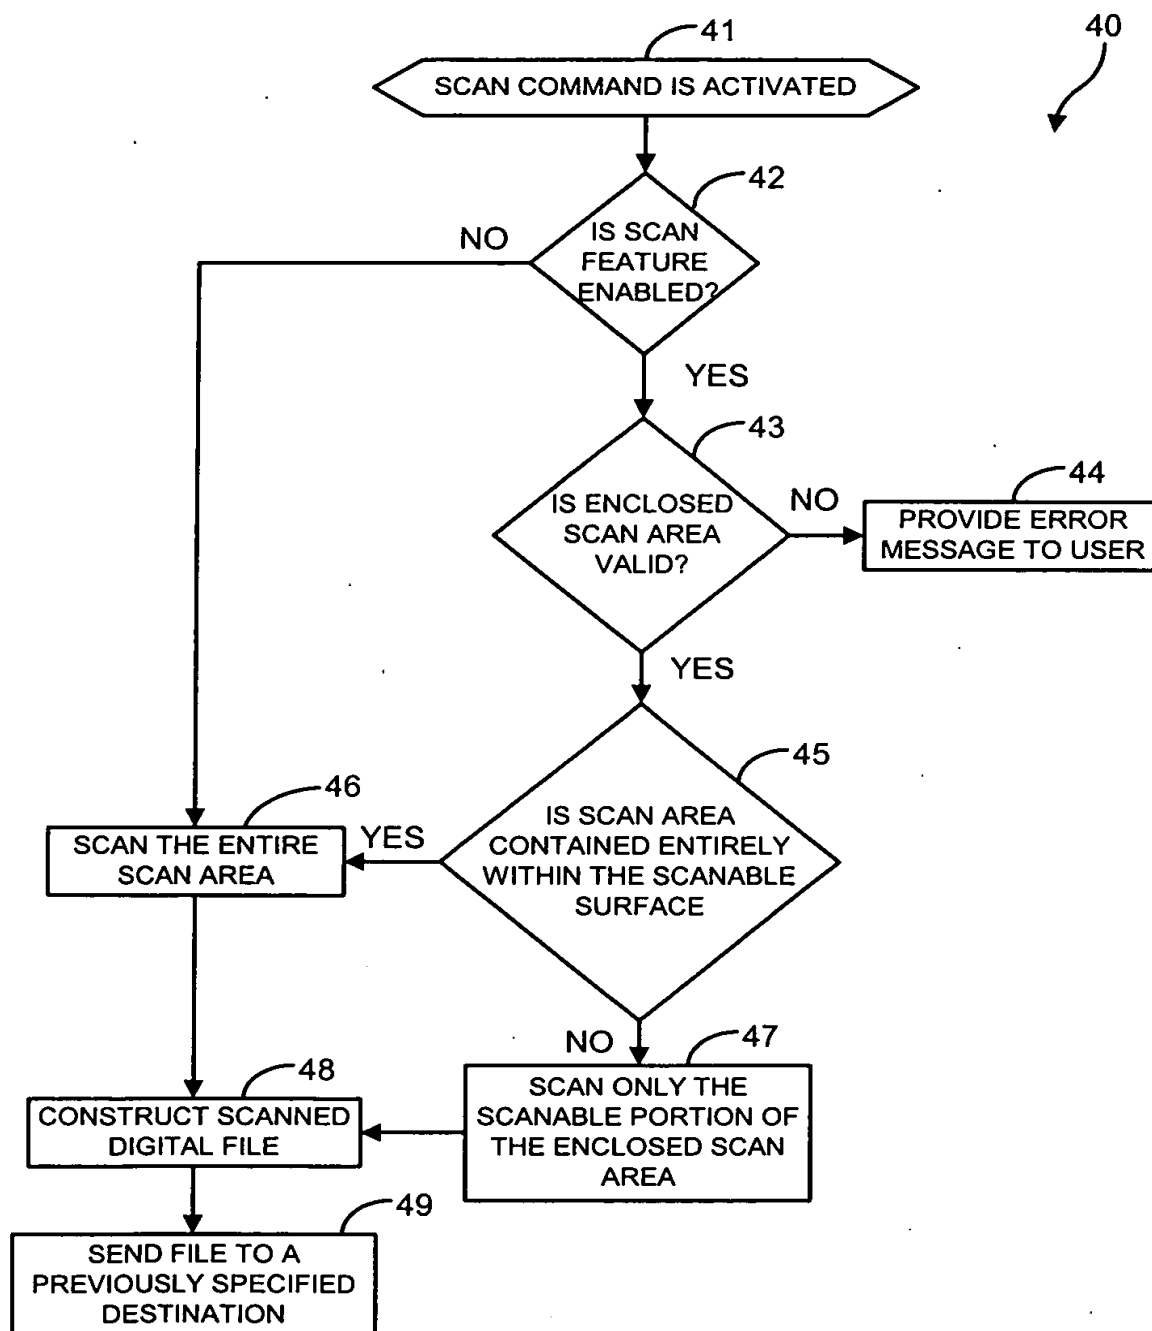 41
40
SCAN COMMAND IS ACTIVATED
42
NO
IS SCAN
FEATURE
ENABLED?
YES
43
IS ENCLOSED
SCAN AREA
VALID?
NO
44
PROVIDE ERROR
MESSAGE TO USER
YES
45
IS SCAN AREA
CONTAINED ENTIRELY
WITHIN THE SCANABLE
SURFACE
YES
46
SCAN THE ENTIRE
SCAN AREA
NO
47
SCAN ONLY THE
SCANABLE PORTION OF
THE ENCLOSED SCAN
AREA
48
CONSTRUCT SCANNED
DIGITAL FILE
49
SEND FILE TO A
PREVIOUSLY SPECIFIED
DESTINATION